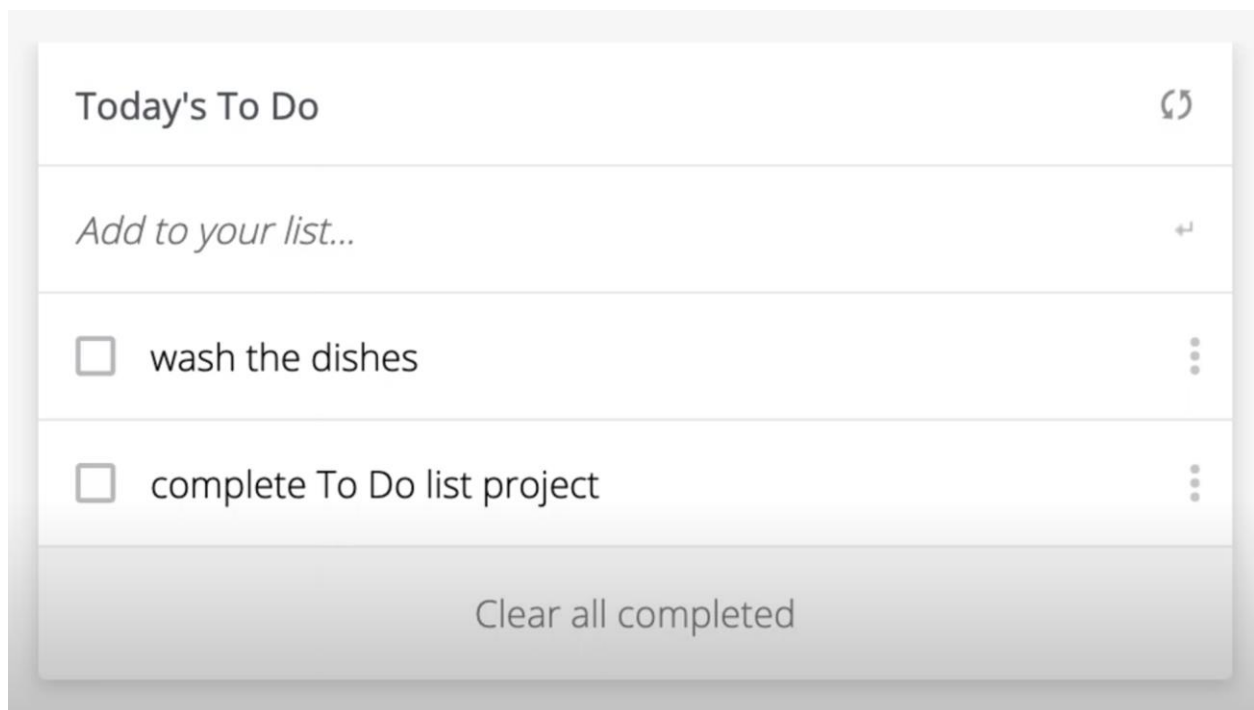 Today's To Do
Add to your list...
wash the dishes
complete To Do list project
Clear all completed